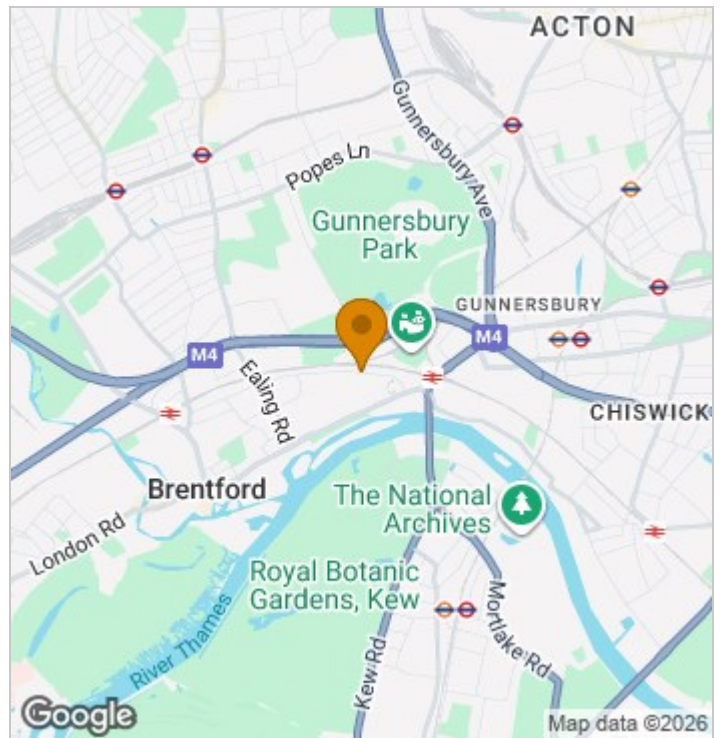 ACTON
Gunnersbury Ave
Popes Ln
Gunnersbury
Park
GUNNERSBURY
M4
M4
Ealing Rd
CHISWICK
Brentford
The National
Archives
London Rd
Royal Botanic
Gardens, Kew
River Thames
Kew Rd
Mortlake Rd
Google
Map data ©2026